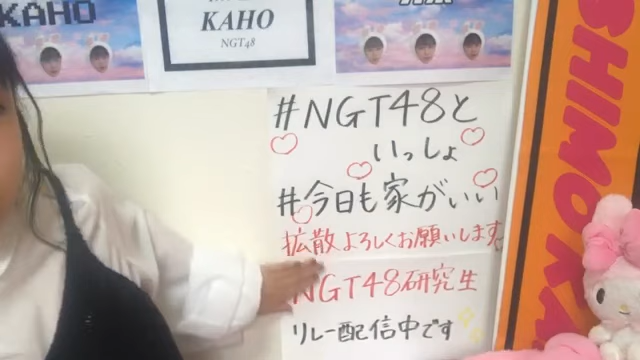 KAHO
KAHO
NGT48
#NGT48と
いっしょ
#今日も家がいい
拡散よろしくお願いします
NGT48研究生
リレー配信中です
SHIMOKA